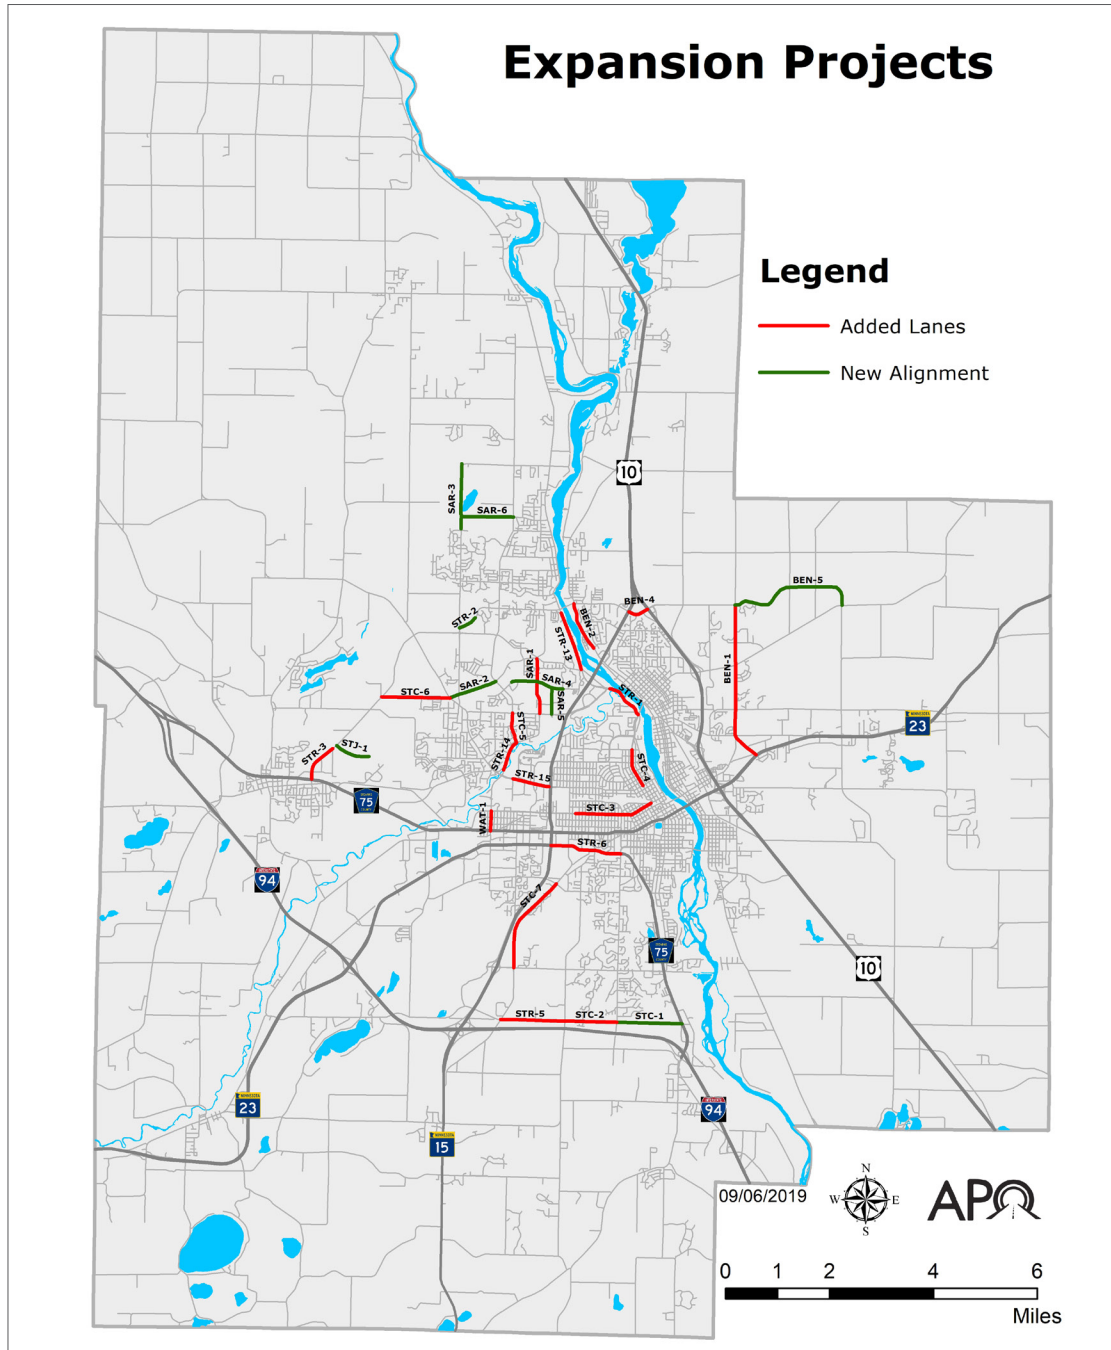 Expansion Projects
Legend
Added Lanes
New Alignment
10
SAR-3
SAR-6
BEN-5
BEN-4
STR-2
BEN-2
STR-13
SAR-1
BEN-1
SAR-2
SAR-4
STC-6
STR-1
SAR-5
STC-5
23
STR-3
STJ-1
STR-14
STC-4
STR-15
75
STC-3
WAT-1
STR-6
94
STC-7
75
10
STR-5
STC-2
STC-1
MINNESOTA
23
94
MINNESOTA
15
N
W
E
S
09/06/2019
APO
0 1 2 4 6
Miles